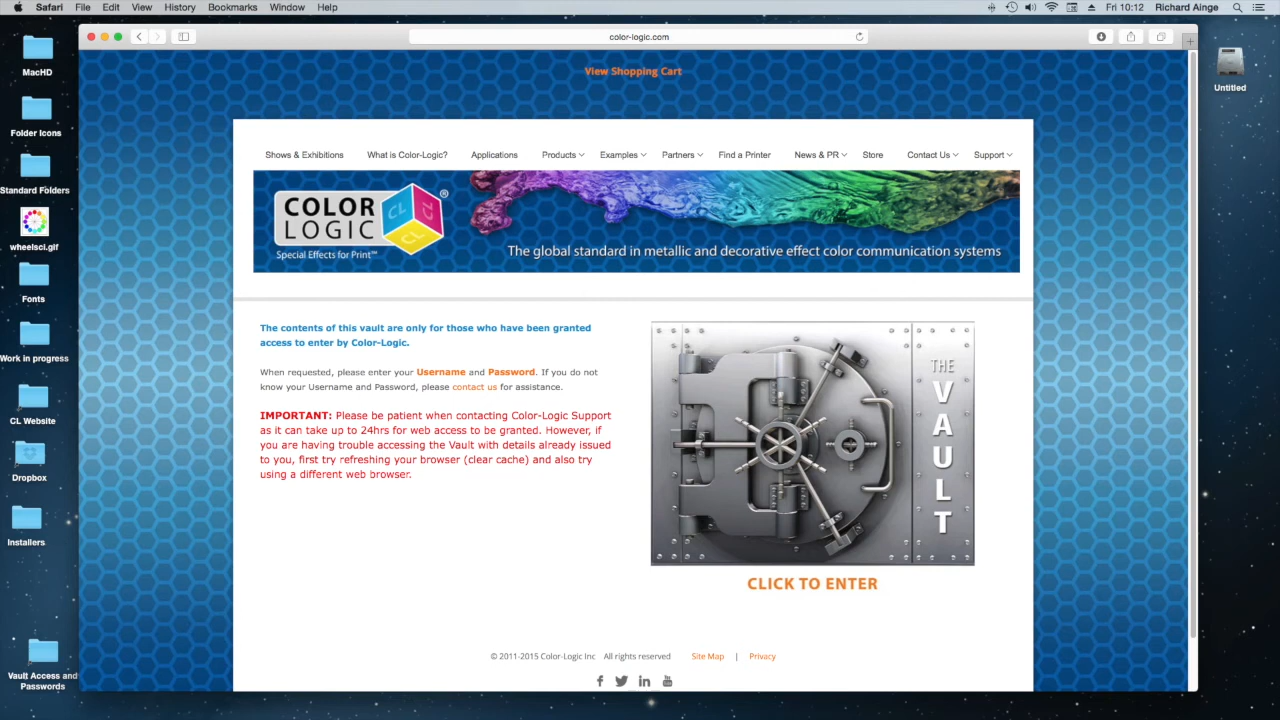 Safari File Edit View History Bookmarks Window Help Fri 10:12 Richard Ainge
color-logic.com
MacHD
Folder Icons
Standard Folders
wheelsci.gif
Fonts
Work in progress
CL Website
Dropbox
Installers
Vault Access and
Passwords
Untitled
View Shopping Cart
Shows & Exhibitions What is Color-Logic? Applications Products Examples Partners Find a Printer News & PR Store Contact Us Support
COLOR
LOGIC
®
CL CL CL
Special Effects for Print™
The global standard in metallic and decorative effect color communication systems
The contents of this vault are only for those who have been granted
access to enter by Color-Logic.
When requested, please enter your Username and Password. If you do not
know your Username and Password, please contact us for assistance.
IMPORTANT: Please be patient when contacting Color-Logic Support
as it can take up to 24hrs for web access to be granted. However, if
you are having trouble accessing the Vault with details already issued
to you, first try refreshing your browser (clear cache) and also try
using a different web browser.
THE
VAULT
CLICK TO ENTER
© 2011-2015 Color-Logic Inc All rights reserved Site Map | Privacy